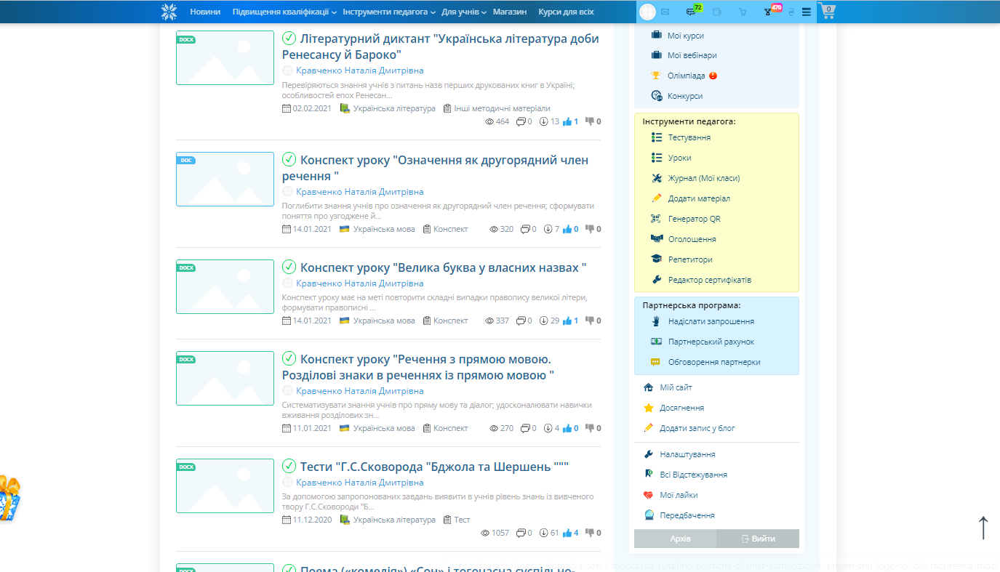 Новини Підвищення кваліфікації Інструменти педагога Для учнів Магазин Курси для всіх 72 470 0
DOCX
Літературний диктант "Українська література доби
Ренесансу й Бароко"
Кравченко Наталія Дмитрівна
Перевіряються знання учнів з питань назв перших друкованих книг в Україні;
особливостей епох Ренесан...
02.02.2021 Українська література Інші методичні матеріали
464 0 13 1 0
DOC
Конспект уроку "Означення як другорядний член
речення "
Кравченко Наталія Дмитрівна
Поглибити знання учнів про означення як другорядний член речення; сформувати
поняття про узгоджене й...
14.01.2021 Українська мова Конспект 320 0 7 0 0
DOCX
Конспект уроку "Велика буква у власних назвах "
Кравченко Наталія Дмитрівна
Конспект уроку має на меті повторити складні випадки правопису великої літери,
формувати правописні ...
14.01.2021 Українська мова Конспект 337 0 29 1 0
DOCX
Конспект уроку "Речення з прямою мовою.
Розділові знаки в реченнях із прямою мовою "
Кравченко Наталія Дмитрівна
Систематизувати знання учнів про пряму мову та діалог; удосконалювати навички
вживання розділових зн...
11.01.2021 Українська мова Конспект 270 0 4 0 0
DOCX
Тести "Г.С.Сковорода "Бджола та Шершень """
Кравченко Наталія Дмитрівна
За допомогою запропонованих завдань виявити в учнів рівень знань із вивченого
твору Г.С.Сковороди "Б...
11.12.2020 Українська література Тест
1057 0 61 4 0
DOCX
Поема («комедія») «Сон» і тогочасна суспільно-
Мої курси
Мої вебінари
Олімпіада
Конкурси
Інструменти педагога:
Тестування
Уроки
Журнал (Мої класи)
Додати матеріал
Генератор QR
Оголошення
Репетитори
Редактор сертифікатів
Партнерська програма:
Надіслати запрошення
Партнерський рахунок
Обговорення партнерки
Мій сайт
Досягнення
Додати запис у блог
Налаштування
Всі Відстежування
Мої лайки
Передбачення
Архів Вийти